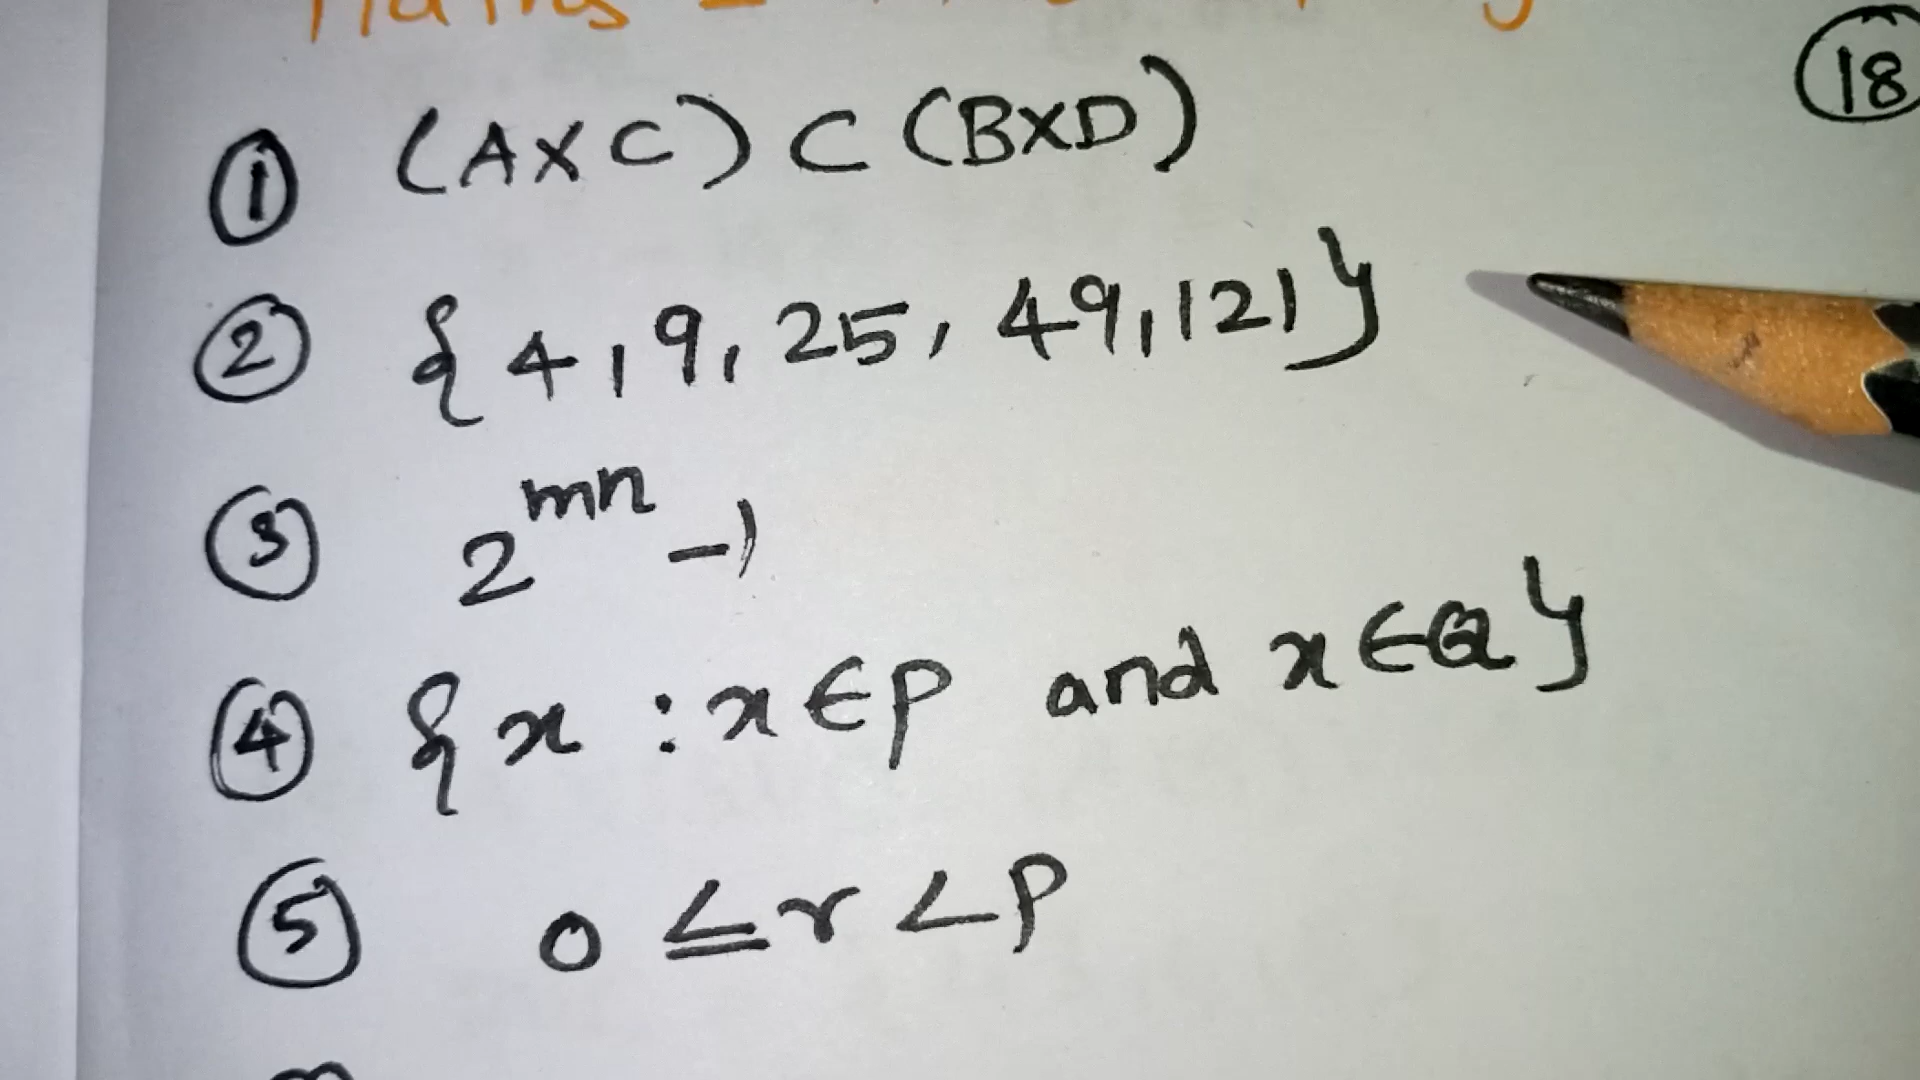 18
① (A×C) ⊂ (B×D)
② {4, 9, 25, 49, 121}
③ 2^mn -1
④ {x : x ∈ P and x ∈ Q}
⑤ 0 ≤ r < P